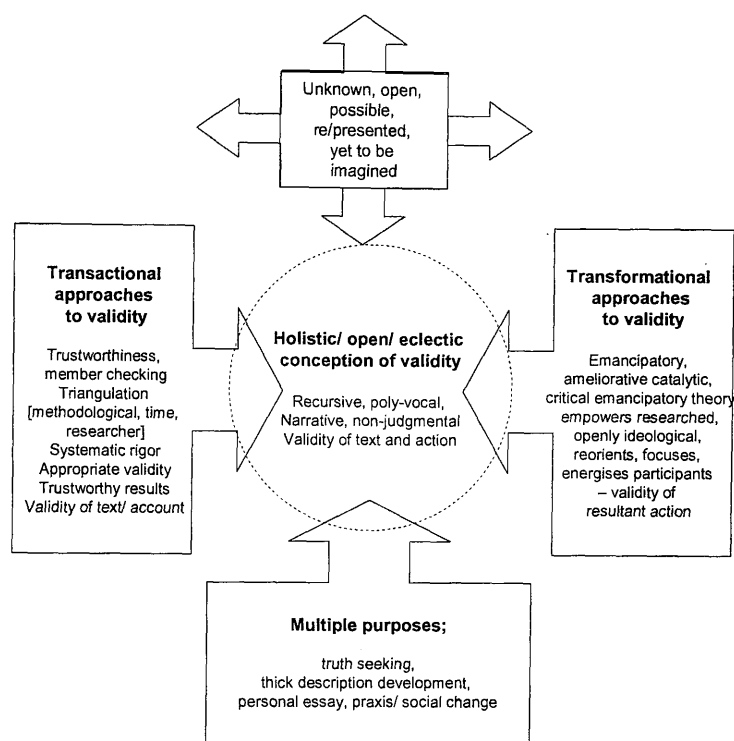 Unknown, open,
possible,
re/presented,
yet to be
imagined
Transactional
approaches
to validity
Trustworthiness,
member checking
Triangulation
[methodological, time,
researcher]
Systematic rigor
Appropriate validity
Trustworthy results
Validity of text/ account
Holistic/ open/ eclectic
conception of validity
Recursive, poly-vocal,
Narrative, non-judgmental
Validity of text and action
Transformational
approaches
to validity
Emancipatory,
ameliorative catalytic,
critical emancipatory theory
empowers researched,
openly ideological,
reorients, focuses,
energises participants
– validity of
resultant action
Multiple purposes;
truth seeking,
thick description development,
personal essay, praxis/ social change